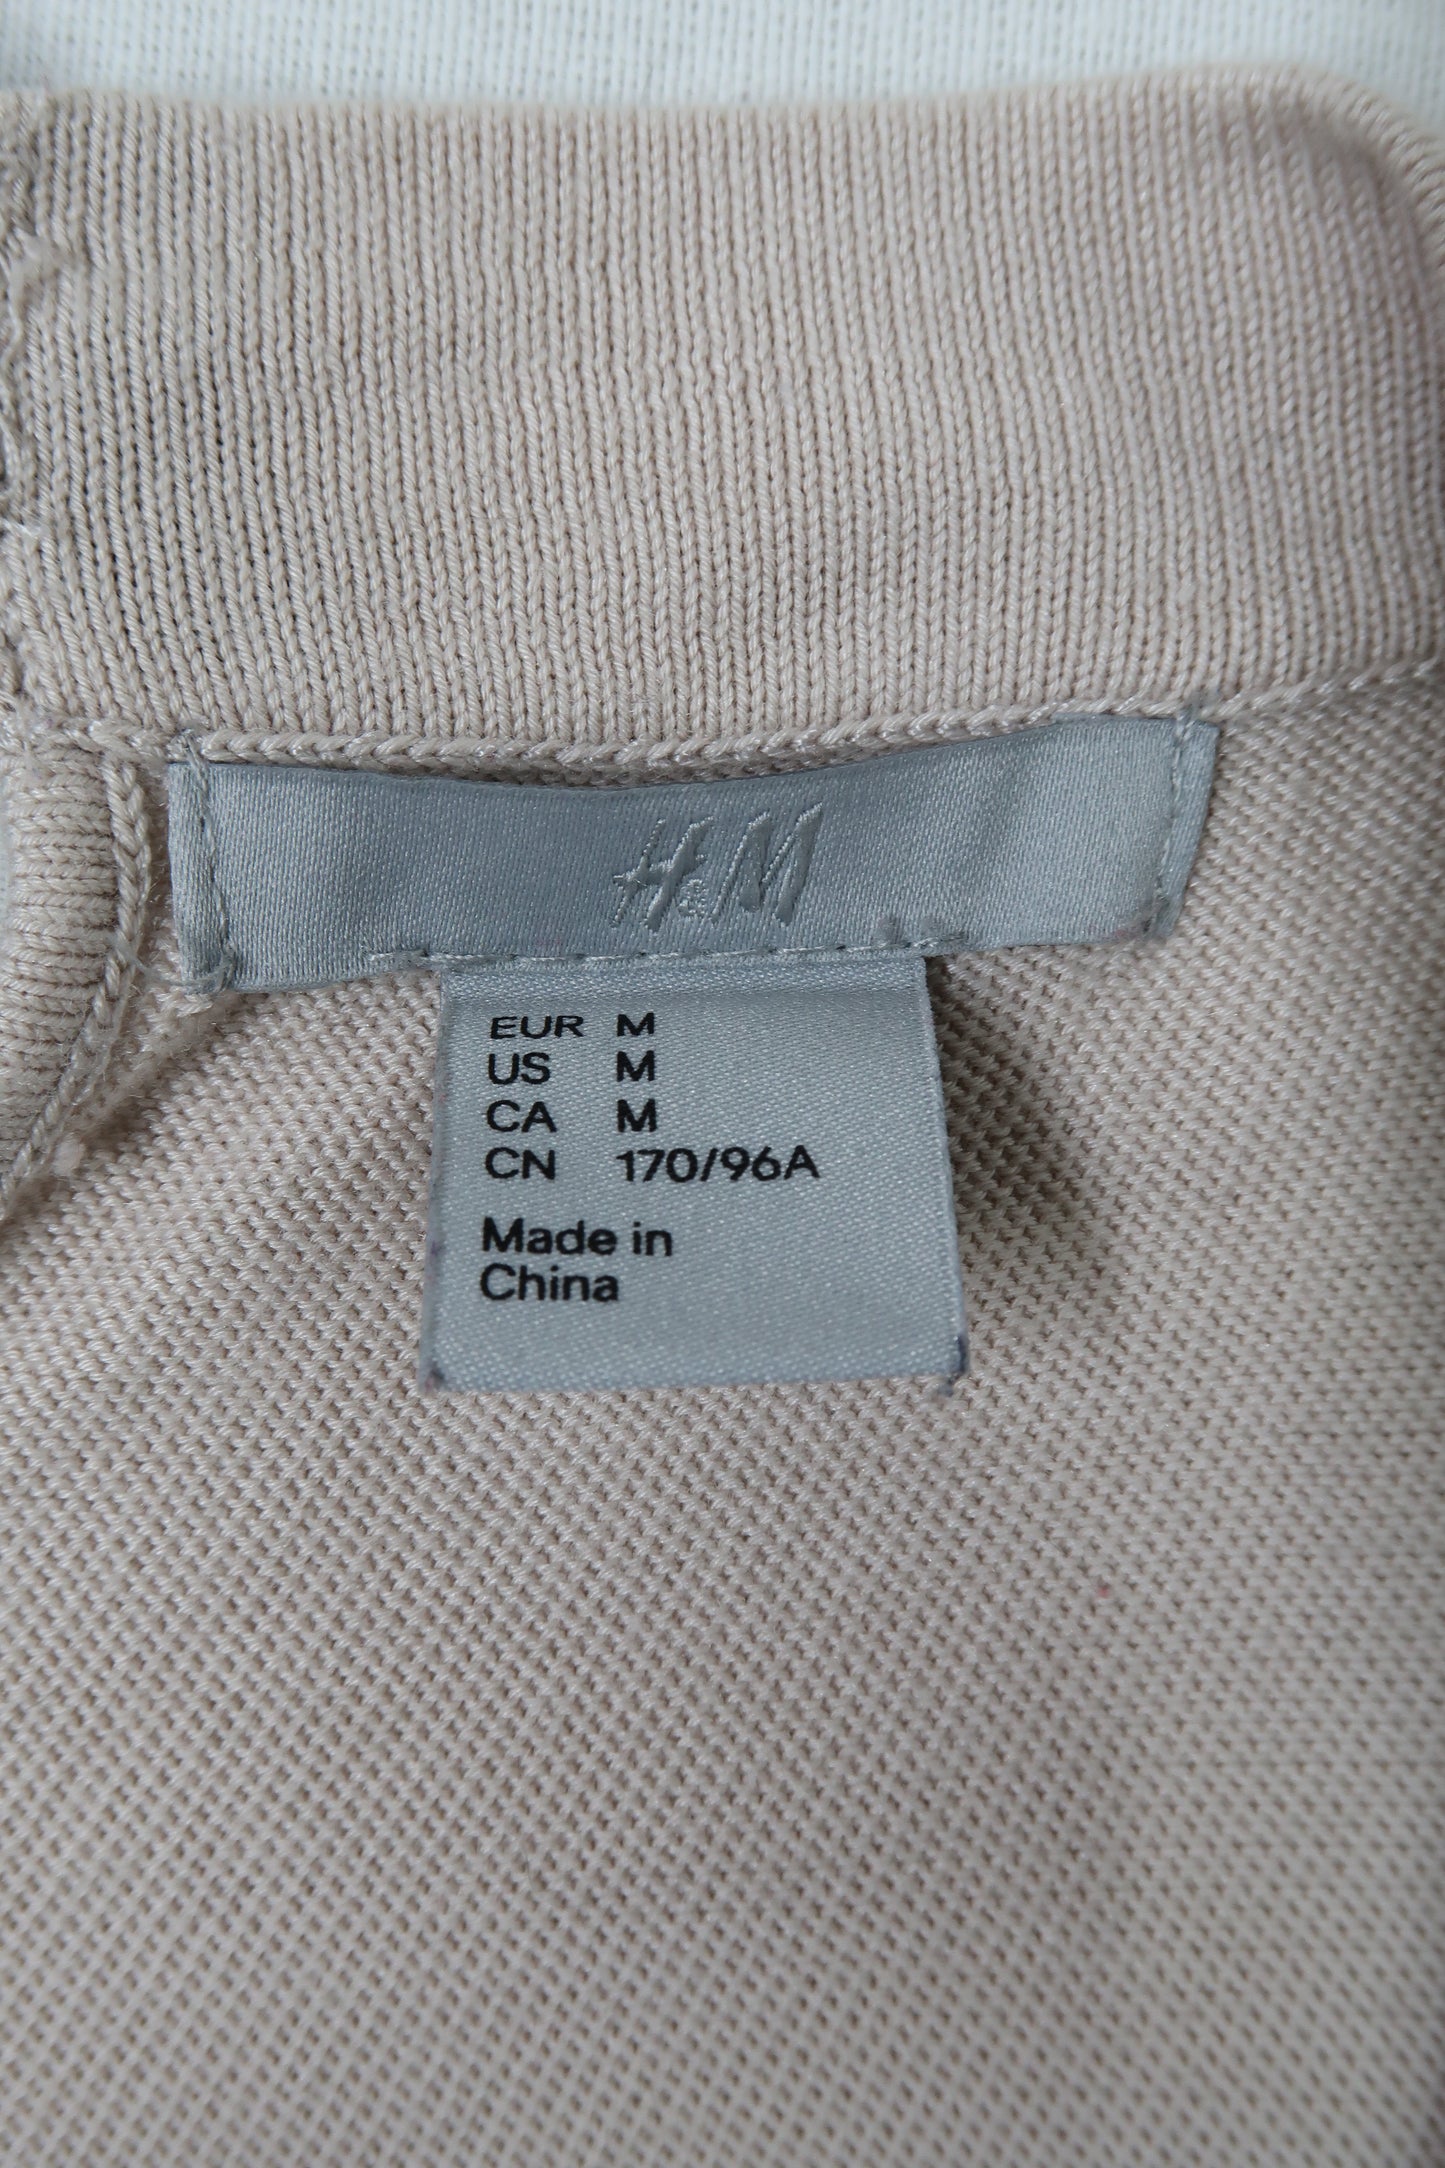 H&M
EUR M
US M
CA M
CN 170/96A
Made in
China